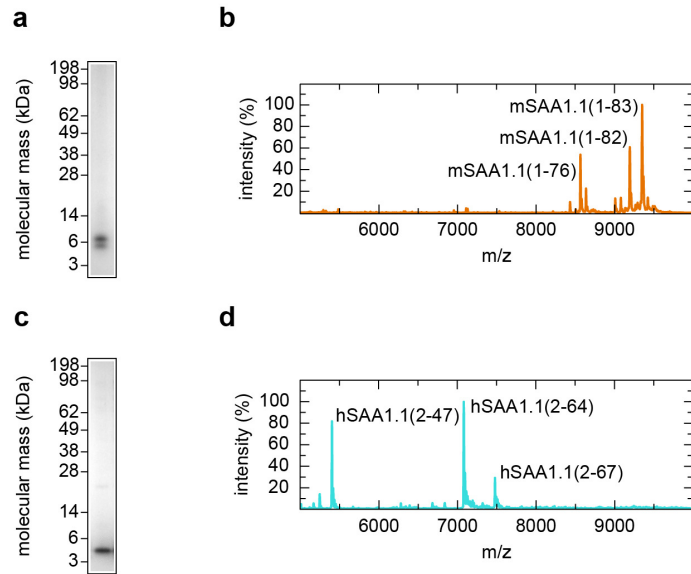 a
molecular mass (kDa)
198
98
62
49
38
28
14
6
3
b
intensity (%)
100
80
60
40
20
mSAA1.1(1-83)
mSAA1.1(1-82)
mSAA1.1(1-76)
6000 7000 8000 9000
m/z
c
molecular mass (kDa)
198
98
62
49
38
28
14
6
3
d
intensity (%)
100
80
60
40
20
hSAA1.1(2-47)
hSAA1.1(2-64)
hSAA1.1(2-67)
6000 7000 8000 9000
m/z